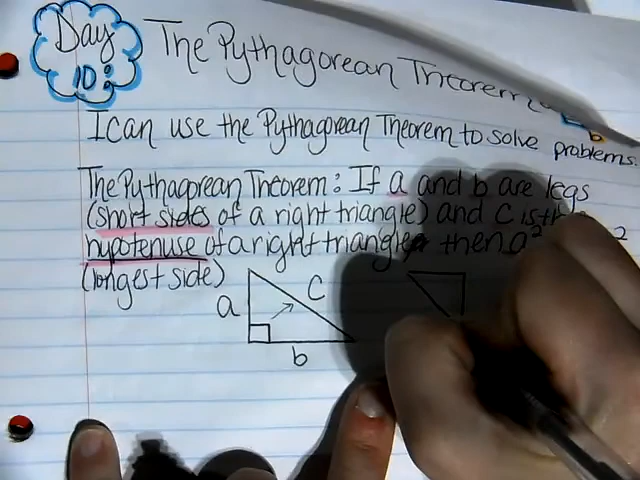 Day 10: The Pythagorean Theorem
I can use the Pythagorean Theorem to solve problems.
The Pythagorean Theorem: If a and b are legs
(short sides of a right triangle) and c is
hypotenuse of a right triangle then a² ²
(longest side)
a
c
b
b